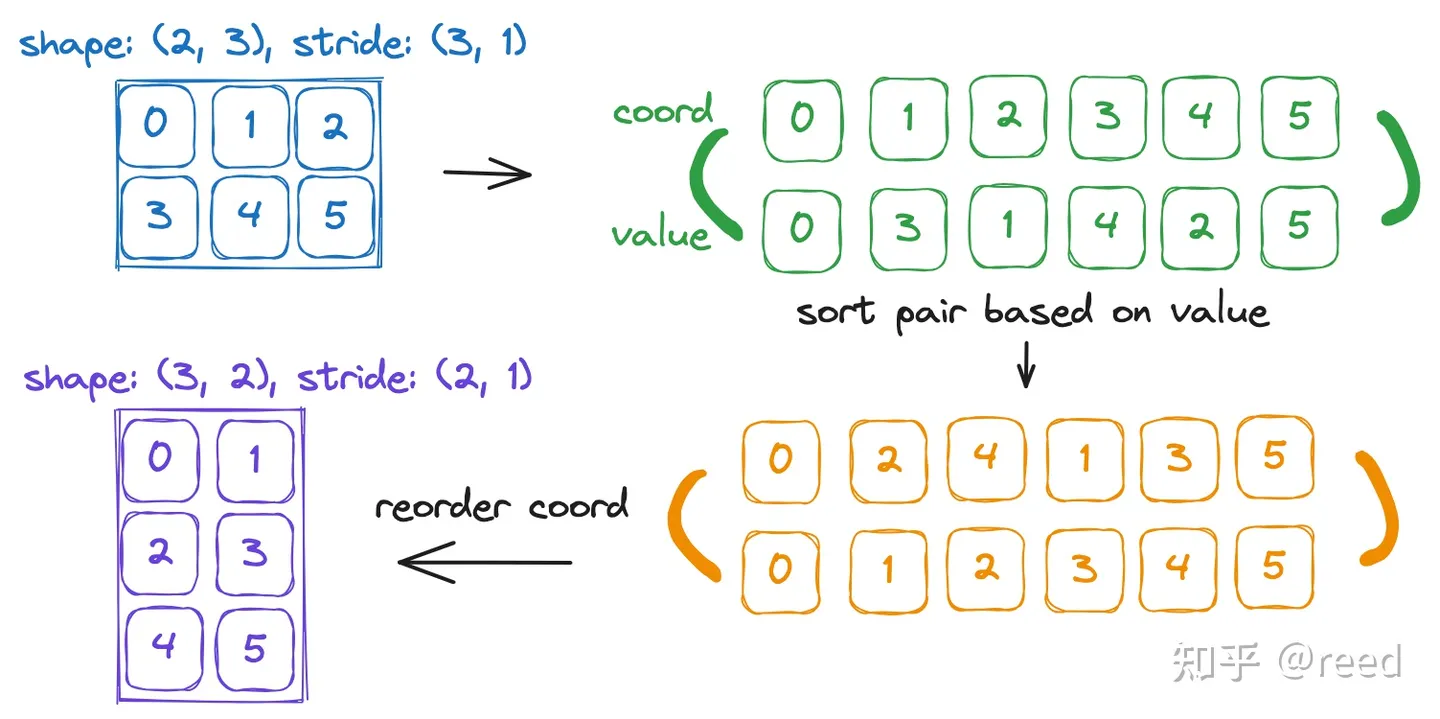 shape: (2, 3), stride: (3, 1)
0 1 2
3 4 5
coord 0 1 2 3 4 5
value 0 3 1 4 2 5
sort pair based on value
0 2 4 1 3 5
0 1 2 3 4 5
reorder coord
shape: (3, 2), stride: (2, 1)
0 1
2 3
4 5
知乎 @reed